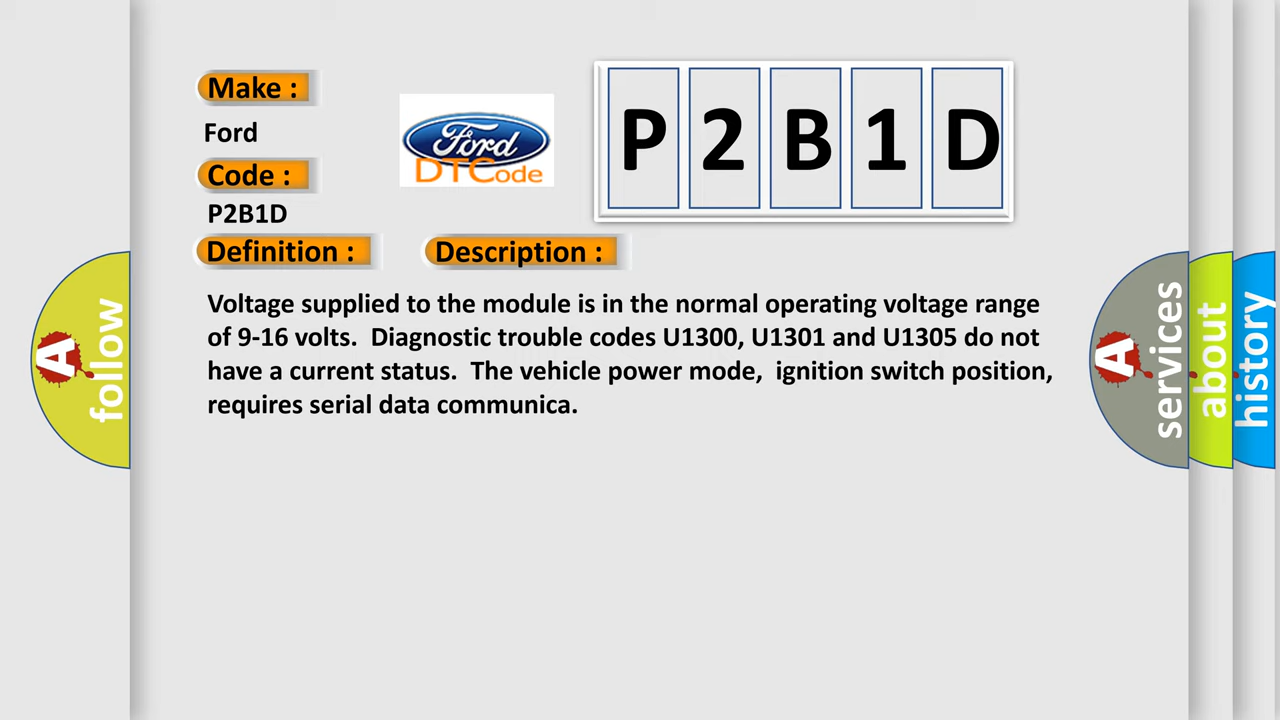 Make :
Ford
Code :
P2B1D
Ford
DTCode
P2B1D
Definition :
Description :
Voltage supplied to the module is in the normal operating voltage range
of 9-16 volts  Diagnostic trouble codes U1300, U1301 and U1305 do not
have a current status  The vehicle power mode,  ignition switch position,
requires serial data communica.
A follow
A services
about
history